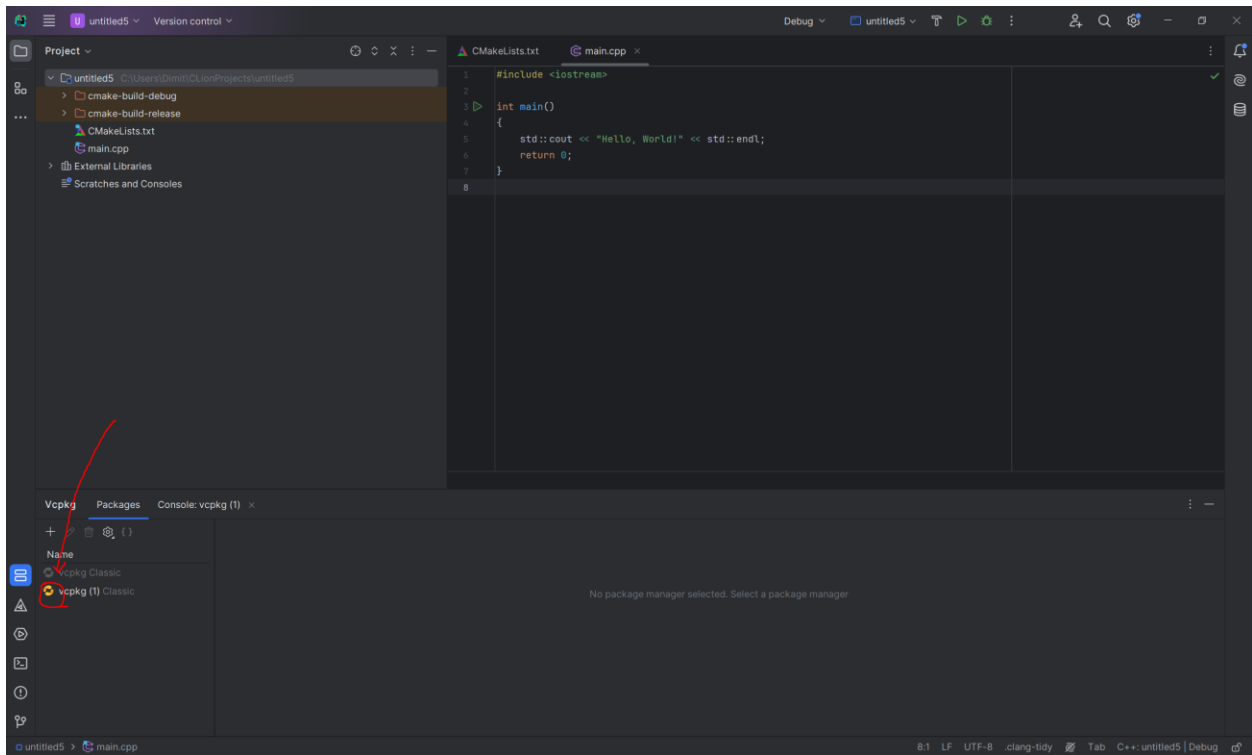 U untitled5 Version control Debug untitled5
Project
CMakeLists.txt main.cpp
untitled5 C:\Users\Dimit\CLionProjects\untitled5
cmake-build-debug
cmake-build-release
CMakeLists.txt
main.cpp
External Libraries
Scratches and Consoles
1 #include <iostream>
2
3 int main()
4 {
5 std::cout << "Hello, World!" << std::endl;
6 return 0;
7 }
8
Vcpkg Packages Console: vcpkg (1)
Name
vcpkg Classic
vcpkg (1) Classic
No package manager selected. Select a package manager
untitled5 > main.cpp 8:1 LF UTF-8 .clang-tidy Tab C++: untitled5 | Debug